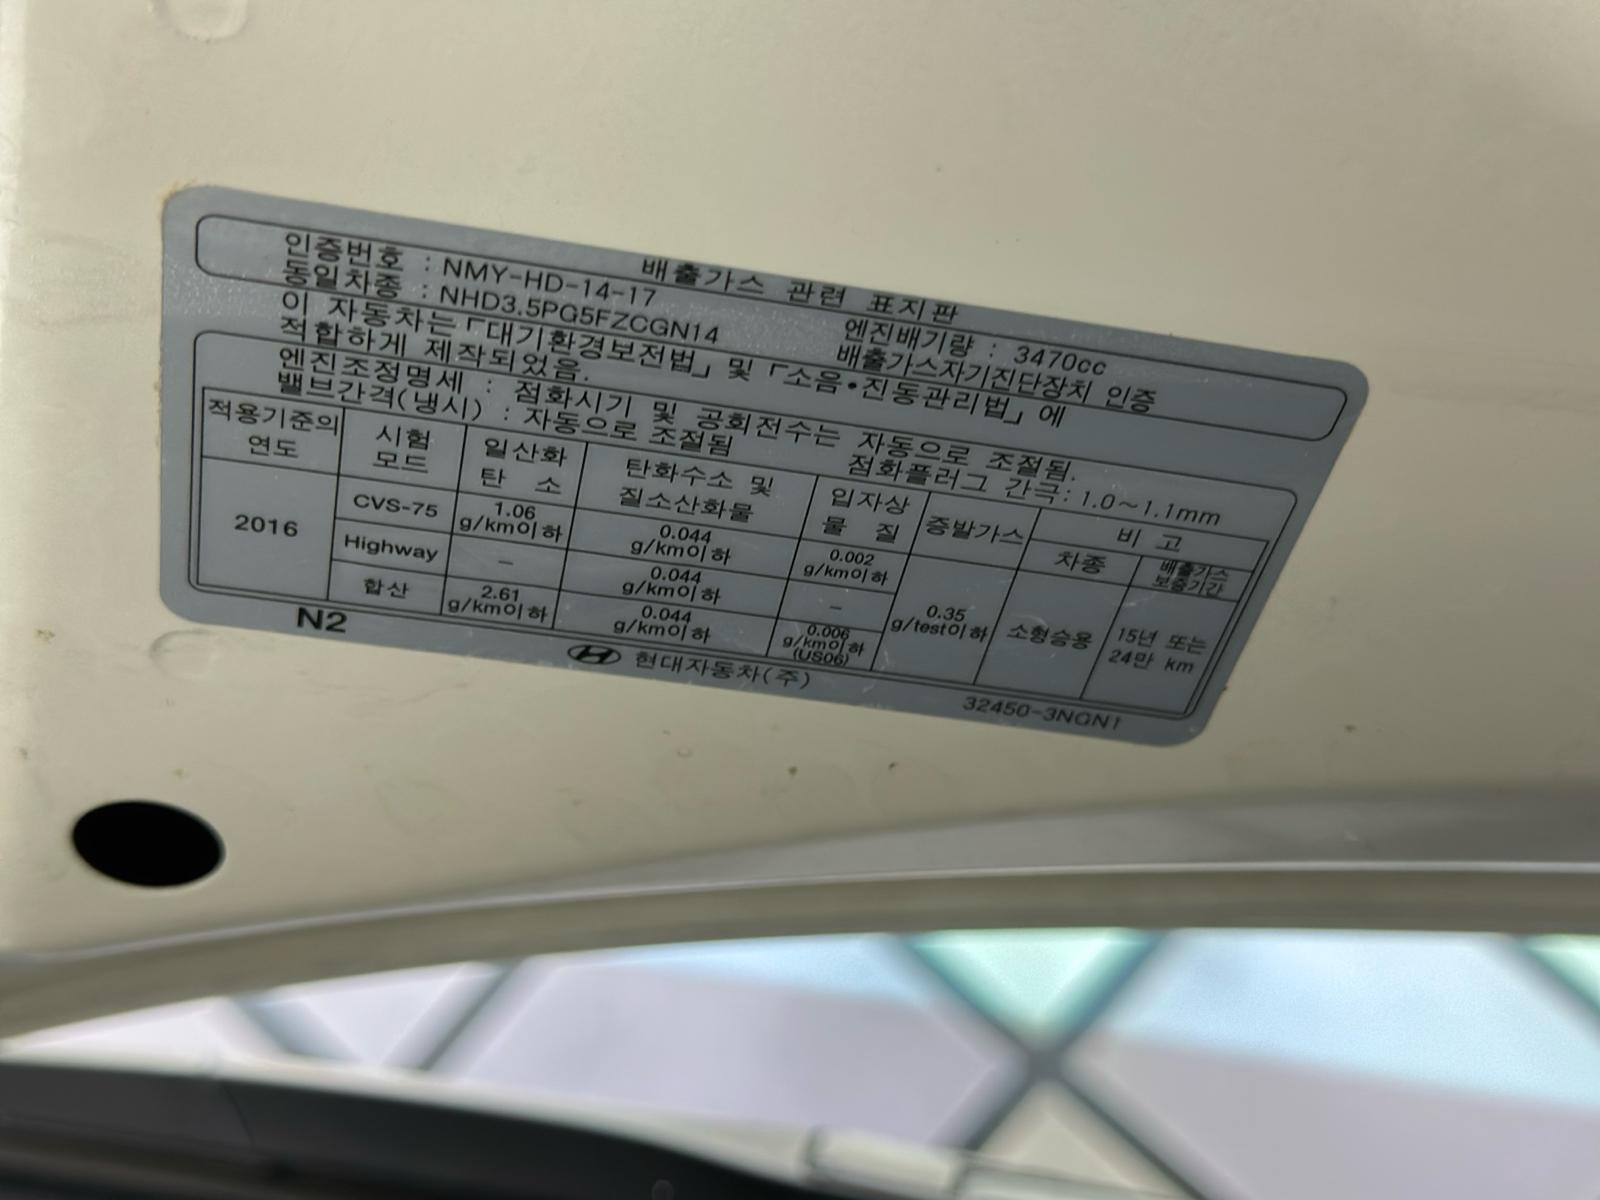 배출가스 관련 표지판
인증번호 : NMY-HD-14-17 엔진배기량 : 3470cc
동일차종 : NHD3.5PG5FZCGN14 배출가스자기진단장치 인증
이 자동차는 「대기환경보전법」 및 「소음•진동관리법」에
적합하게 제작되었음.
엔진조정명세 : 점화시기 및 공회전수는 자동으로 조절됨.
밸브간격(냉시) : 자동으로 조절됨 점화플러그 간극: 1.0~1.1mm
적용기준의 연도
시험 모드
일산화 탄 소
탄화수소 및 질소산화물
입자상 물 질
증발가스
비 고
차종
배출가스 보증기간
2016
CVS-75
1.06 g/km이하
0.044 g/km이하
0.002 g/km이하
0.35 g/test이하
소형승용
15년 또는 24만 km
Highway
–
0.044 g/km이하
–
합산
2.61 g/km이하
0.044 g/km이하
0.006 g/km이하 (US06)
N2
현대자동차(주)
32450-3NGN1